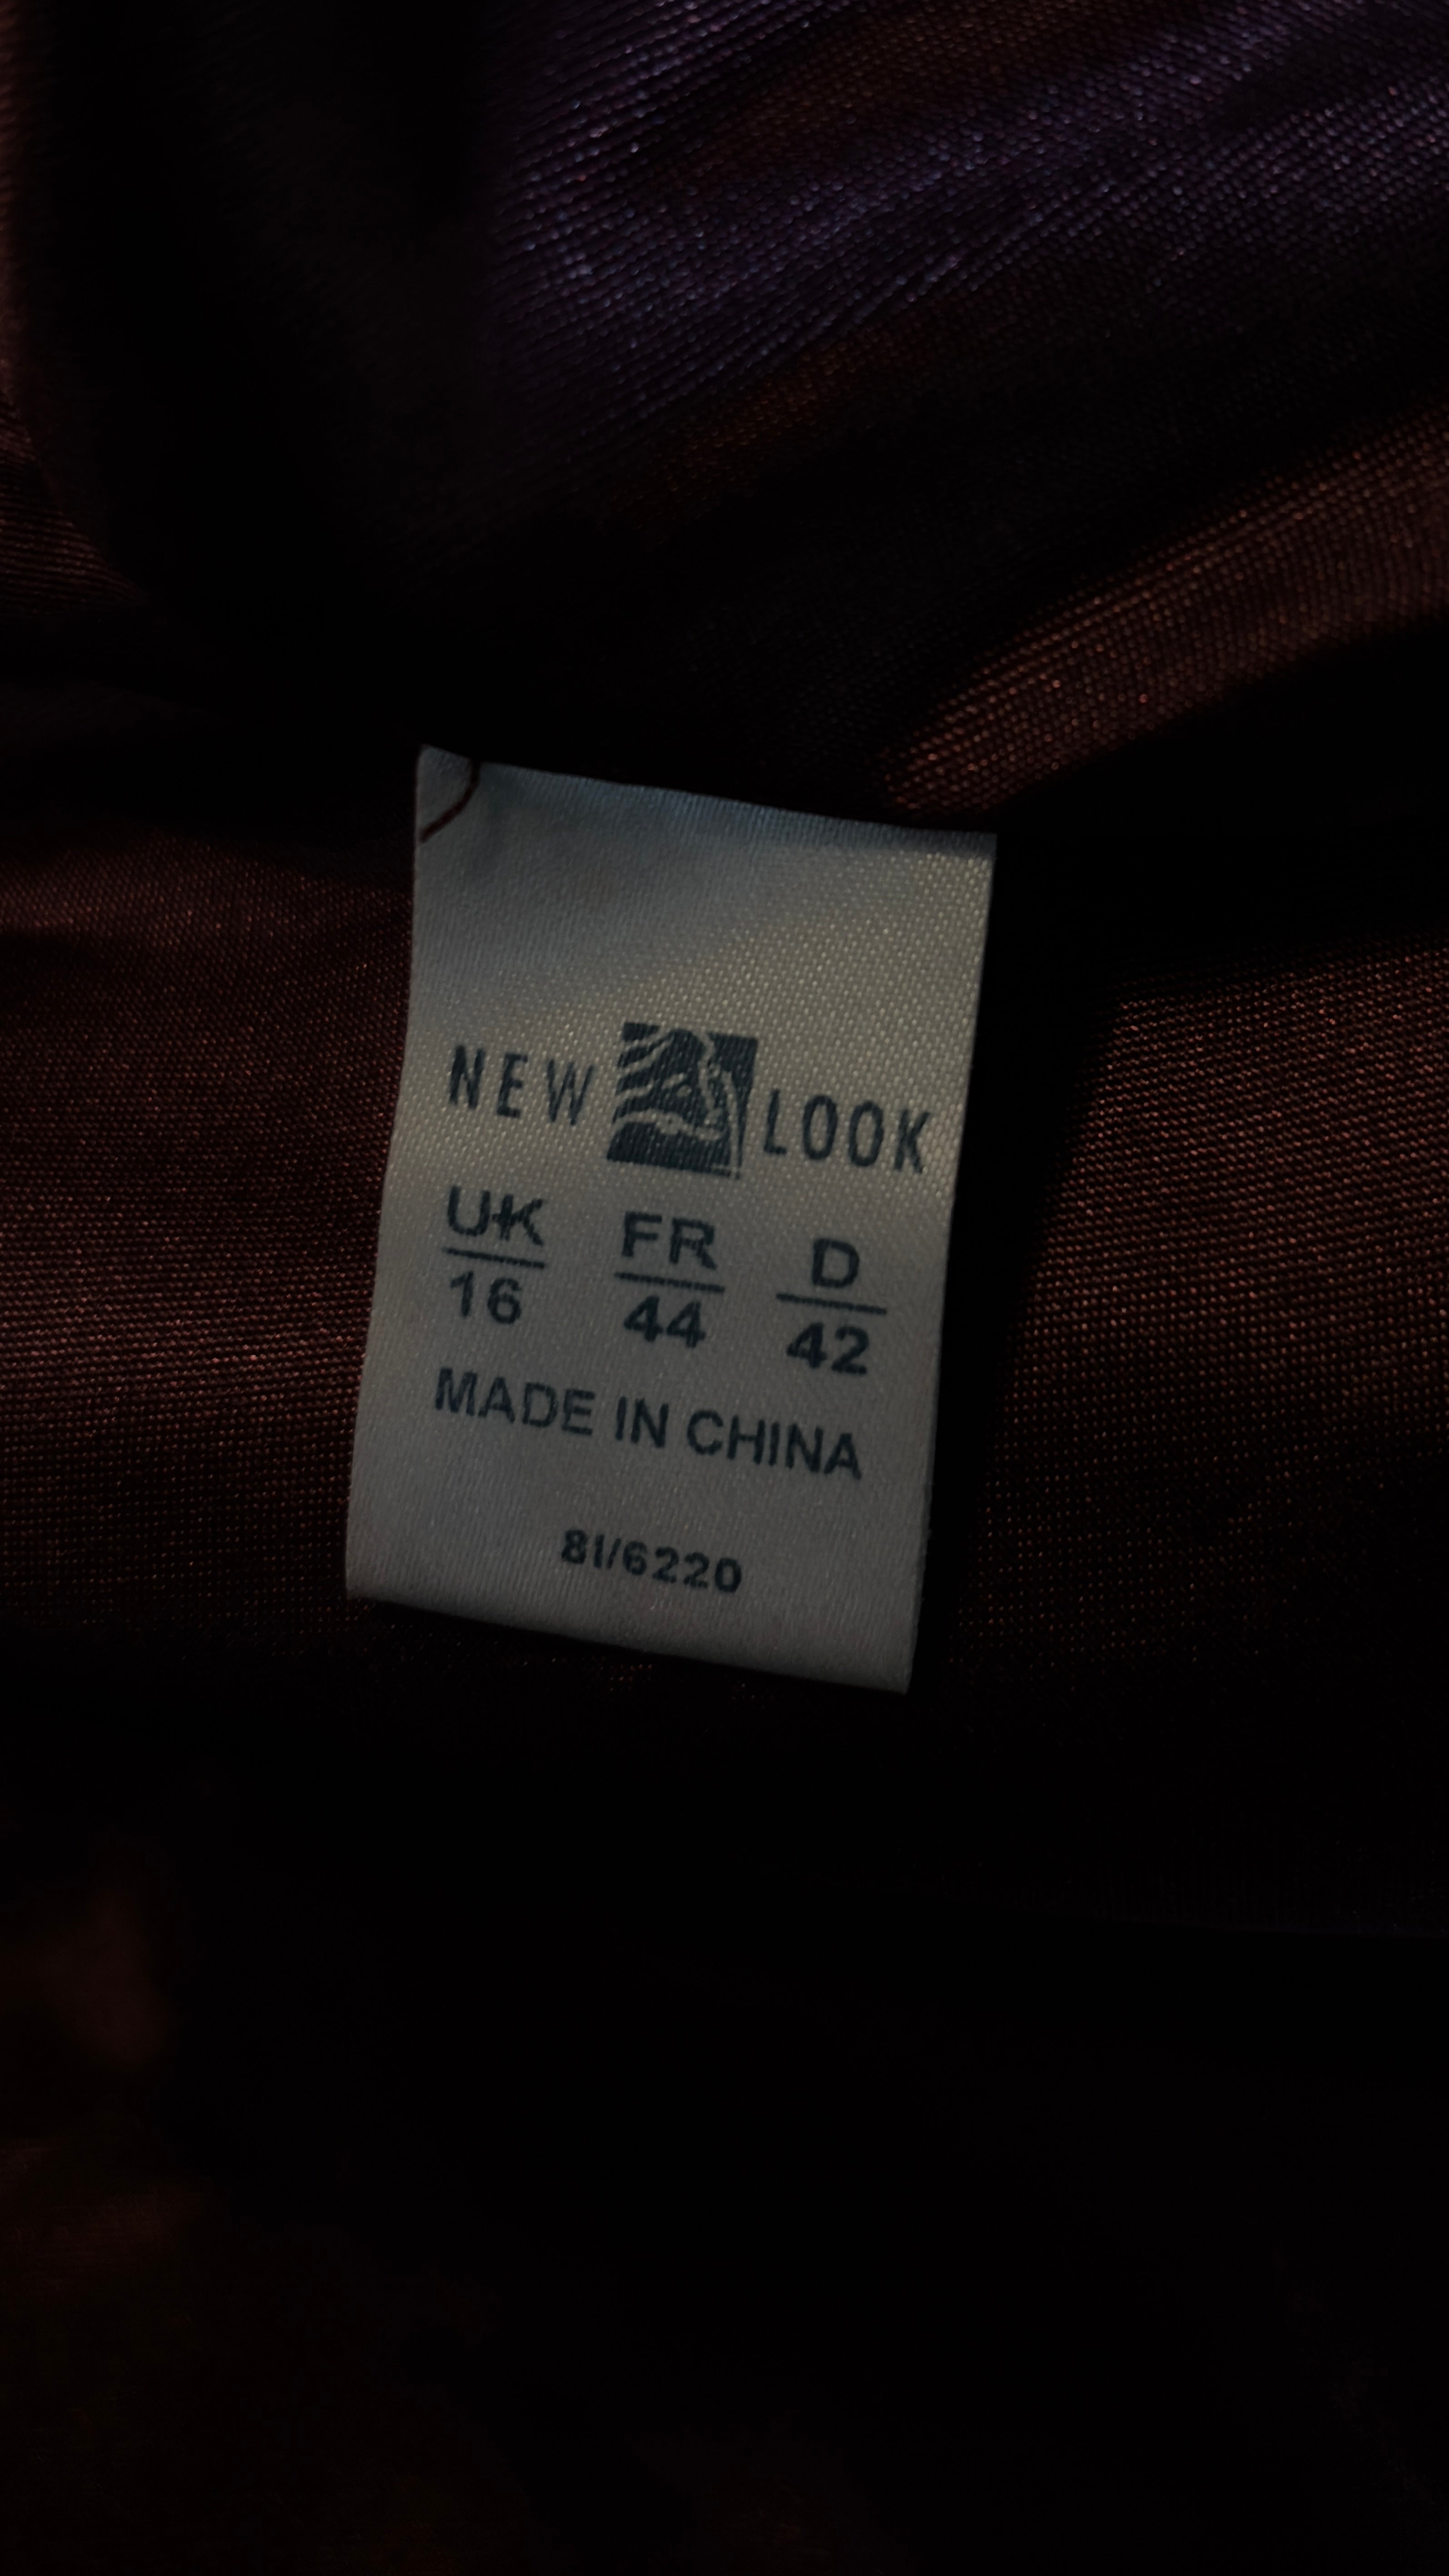 NEW LOOK
UK FR D
16 44 42
MADE IN CHINA
81/6220